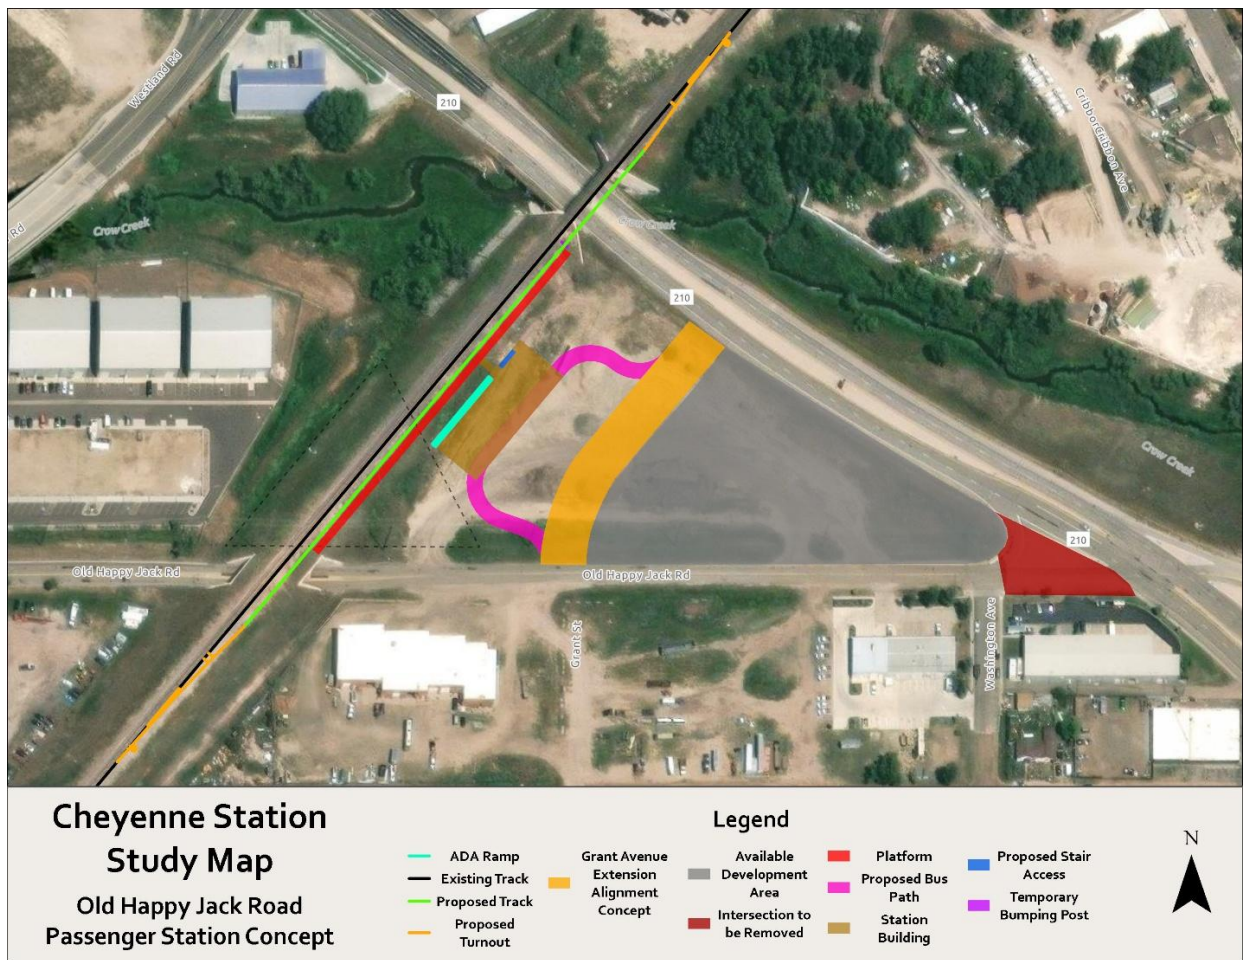 Westland Rd
210
Cribbon
Cribbon Ave
Rd
Crow Creek
Crow Creek
210
Crow Creek
210
Old Happy Jack Rd
Old Happy Jack Rd
Grant St
Washington Ave
Cheyenne Station
Study Map
Old Happy Jack Road
Passenger Station Concept
Legend
ADA Ramp
Existing Track
Proposed Track
Proposed
Turnout
Grant Avenue
Extension
Alignment
Concept
Available
Development
Area
Intersection to
be Removed
Platform
Proposed Bus
Path
Station
Building
Proposed Stair
Access
Temporary
Bumping Post
N